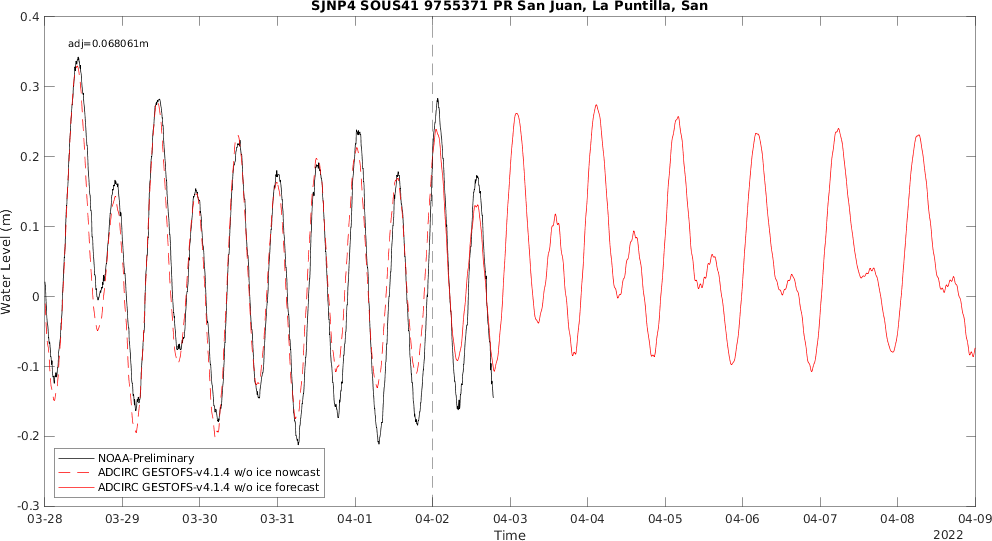 SJNP4 SOUS41 9755371 PR San Juan, La Puntilla, San
adj=0.068061m
0.4
0.3
0.2
0.1
0
-0.1
-0.2
-0.3
Water Level (m)
NOAA-Preliminary
ADCIRC GESTOFS-v4.1.4 w/o ice nowcast
ADCIRC GESTOFS-v4.1.4 w/o ice forecast
03-28 03-29 03-30 03-31 04-01 04-02 04-03 04-04 04-05 04-06 04-07 04-08 04-09
Time
2022